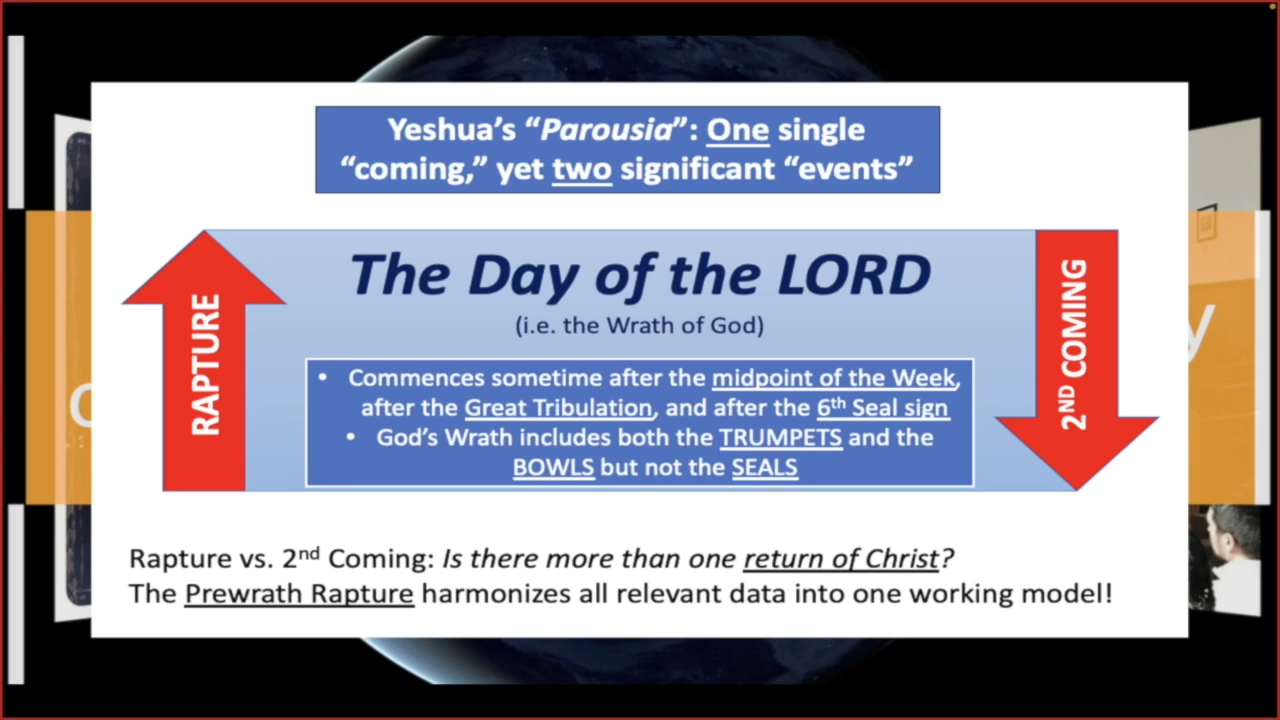 Yeshua's "Parousia": One single
"coming," yet two significant "events"
The Day of the LORD
(i.e. the Wrath of God)
RAPTURE
• Commences sometime after the midpoint of the Week,
after the Great Tribulation, and after the 6th Seal sign
• God's Wrath includes both the TRUMPETS and the
BOWLS but not the SEALS
2ND COMING
Rapture vs. 2nd Coming: Is there more than one return of Christ?
The Prewrath Rapture harmonizes all relevant data into one working model!